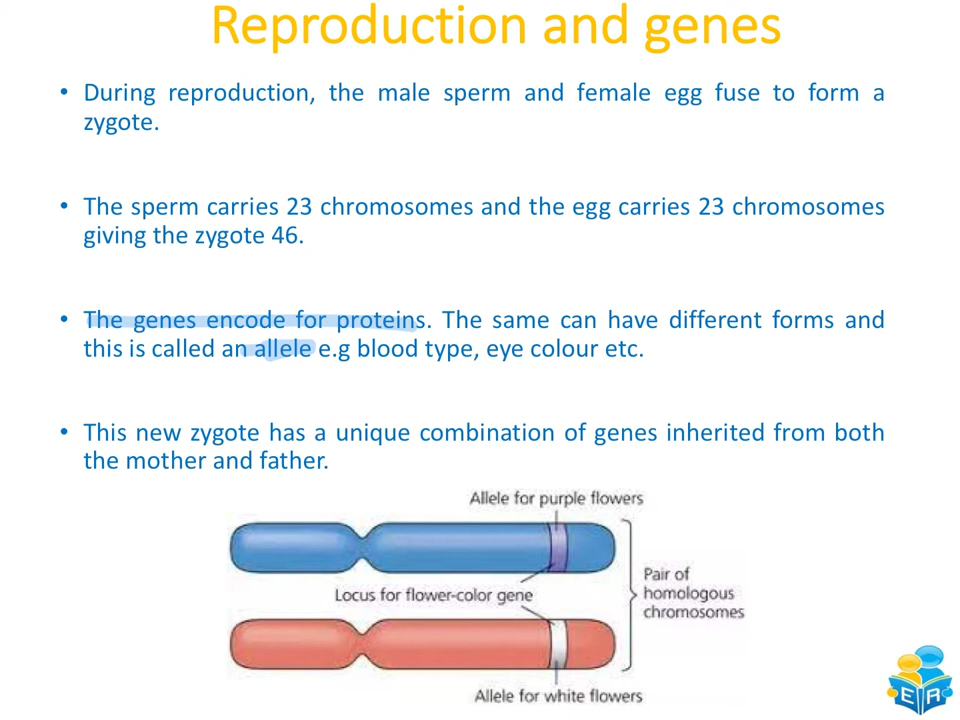 Reproduction and genes
• During reproduction, the male sperm and female egg fuse to form a
zygote.
• The sperm carries 23 chromosomes and the egg carries 23 chromosomes
giving the zygote 46.
• The genes encode for proteins. The same can have different forms and
this is called an allele e.g blood type, eye colour etc.
• This new zygote has a unique combination of genes inherited from both
the mother and father.
Allele for purple flowers
Locus for flower-color gene
Pair of
homologous
chromosomes
Allele for white flowers
E R